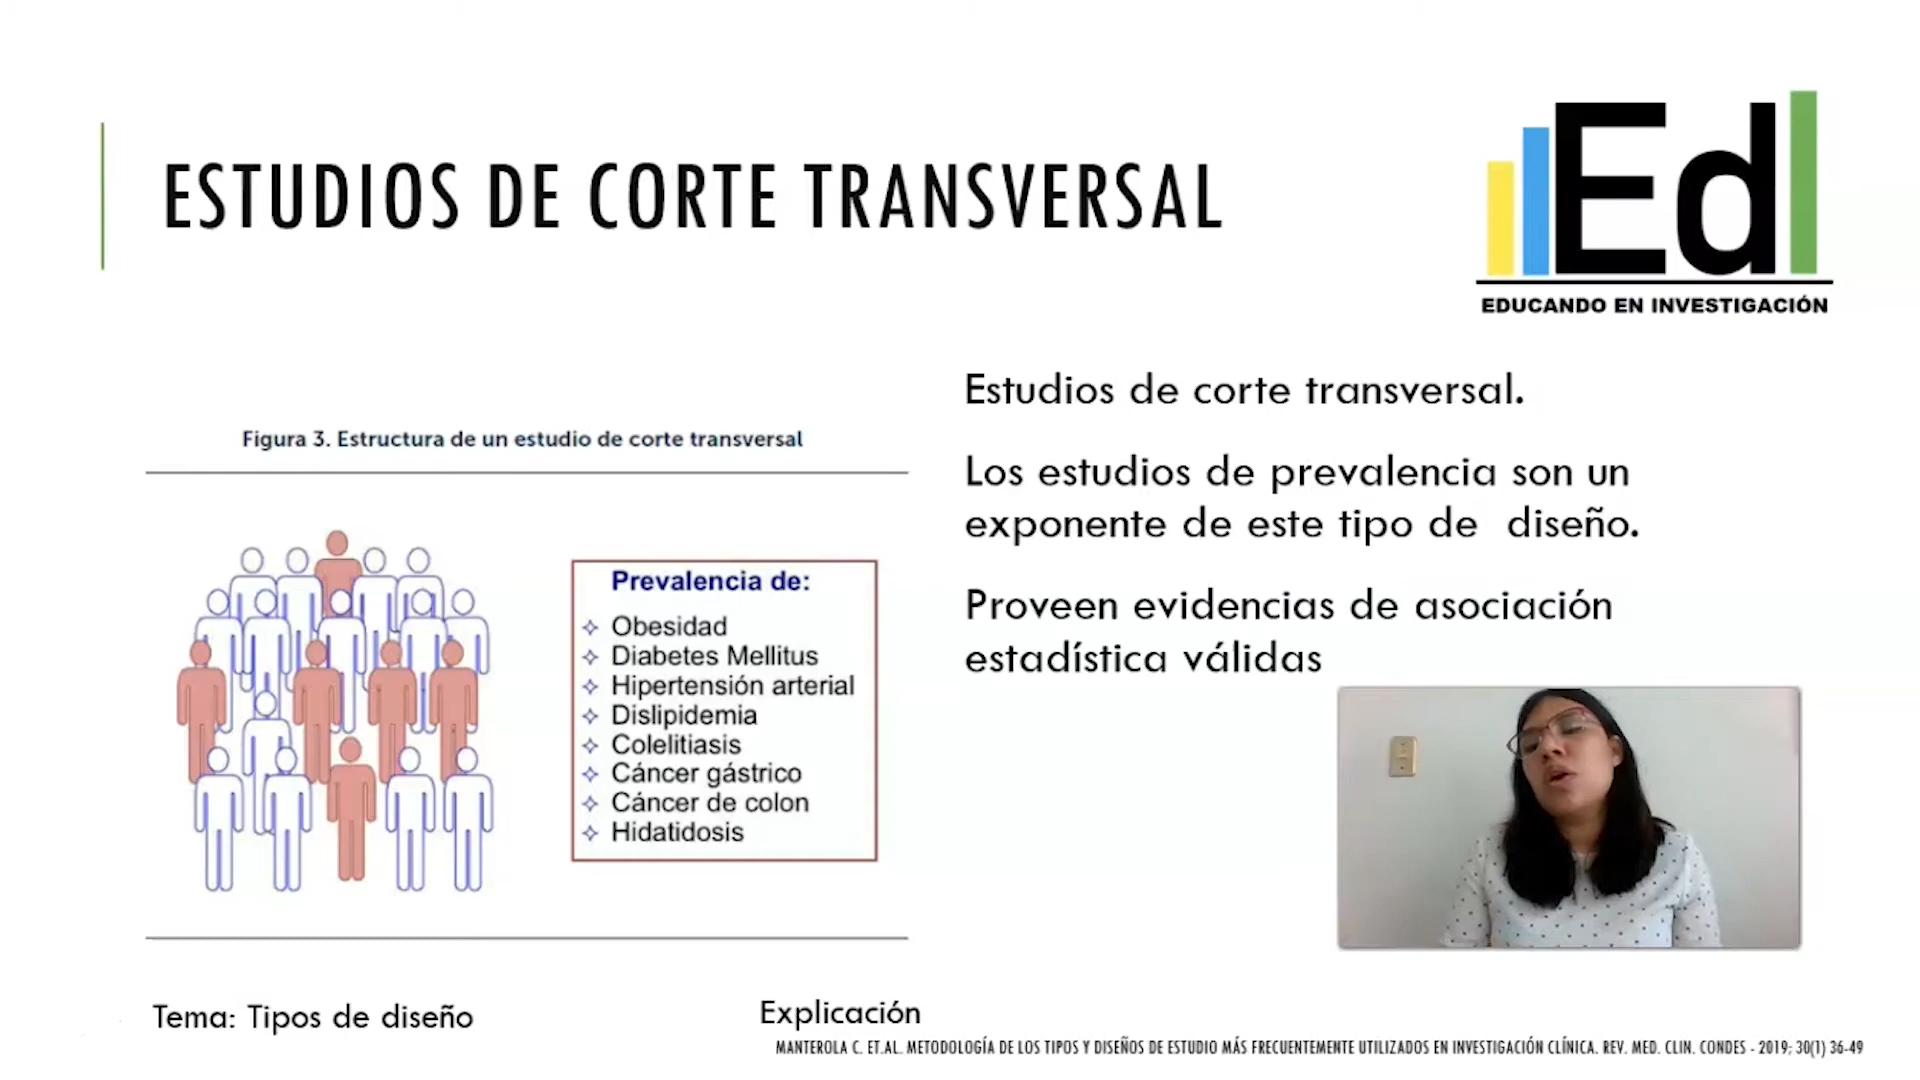 ESTUDIOS DE CORTE TRANSVERSAL
Ed
EDUCANDO EN INVESTIGACIÓN
Figura 3. Estructura de un estudio de corte transversal
Prevalencia de:
Obesidad
Diabetes Mellitus
Hipertensión arterial
Dislipidemia
Colelitiasis
Cáncer gástrico
Cáncer de colon
Hidatidosis
Estudios de corte transversal.
Los estudios de prevalencia son un
exponente de este tipo de diseño.
Proveen evidencias de asociación
estadística válidas
Tema: Tipos de diseño
Explicación
MANTEROLA C. ET.AL. METODOLOGÍA DE LOS TIPOS Y DISEÑOS DE ESTUDIO MÁS FRECUENTEMENTE UTILIZADOS EN INVESTIGACIÓN CLÍNICA. REV. MED. CLIN. CONDES - 2019; 30(1) 36-49